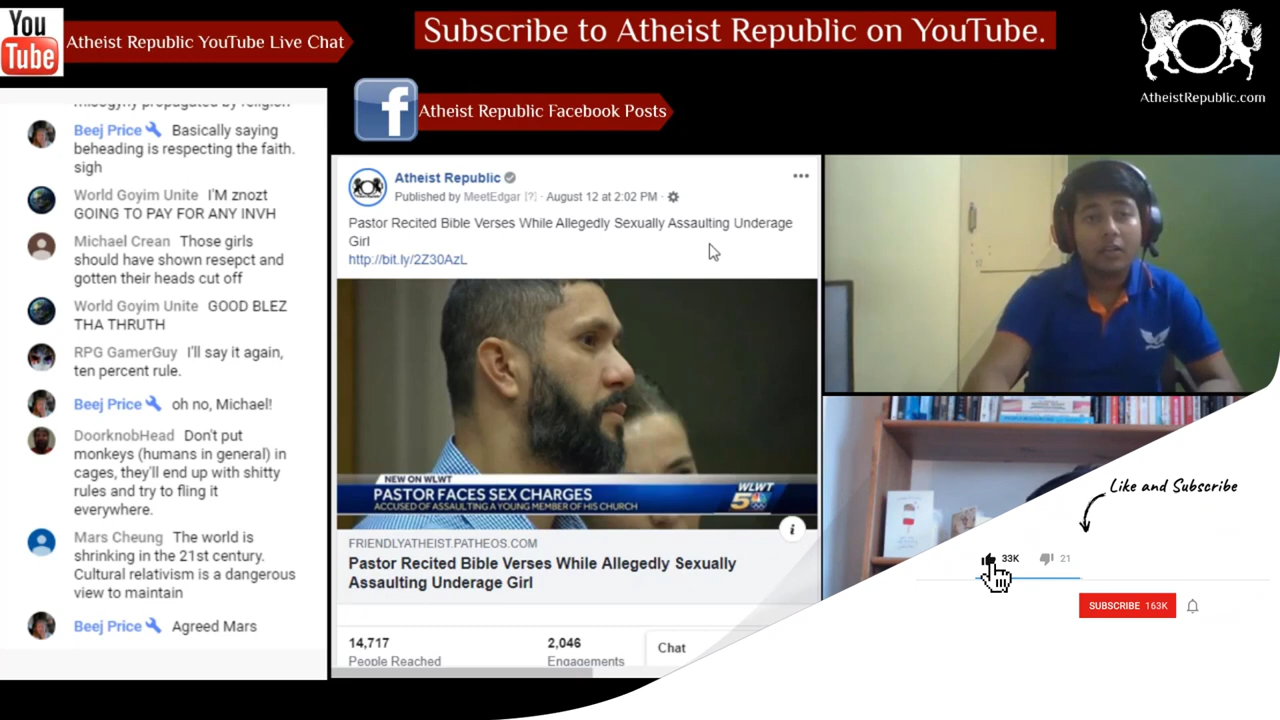 You
Tube
Atheist Republic YouTube Live Chat
Subscribe to Atheist Republic on YouTube.
AtheistRepublic.com
Atheist Republic Facebook Posts
misogyny propagated by religion
Beej Price Basically saying
beheading is respecting the faith.
sigh
World Goyim Unite I'M znozt
GOING TO PAY FOR ANY INVH
Michael Crean Those girls
should have shown resepct and
gotten their heads cut off
World Goyim Unite GOOD BLEZ
THA THRUTH
RPG GamerGuy I'll say it again,
ten percent rule.
Beej Price oh no, Michael!
DoorknobHead Don't put
monkeys (humans in general) in
cages, they'll end up with shitty
rules and try to fling it
everywhere.
Mars Cheung The world is
shrinking in the 21st century.
Cultural relativism is a dangerous
view to maintain
Beej Price Agreed Mars
Atheist Republic
Published by MeetEdgar [?] · August 12 at 2:02 PM ·
Pastor Recited Bible Verses While Allegedly Sexually Assaulting Underage
Girl
http://bit.ly/2Z30AzL
NEW ON WLWT
PASTOR FACES SEX CHARGES
ACCUSED OF ASSAULTING A YOUNG MEMBER OF HIS CHURCH
WLWT
5
i
FRIENDLYATHEIST.PATHEOS.COM
Pastor Recited Bible Verses While Allegedly Sexually
Assaulting Underage Girl
14,717
People Reached
2,046
Engagements
Chat
Like and Subscribe
33K
21
SUBSCRIBE 163K